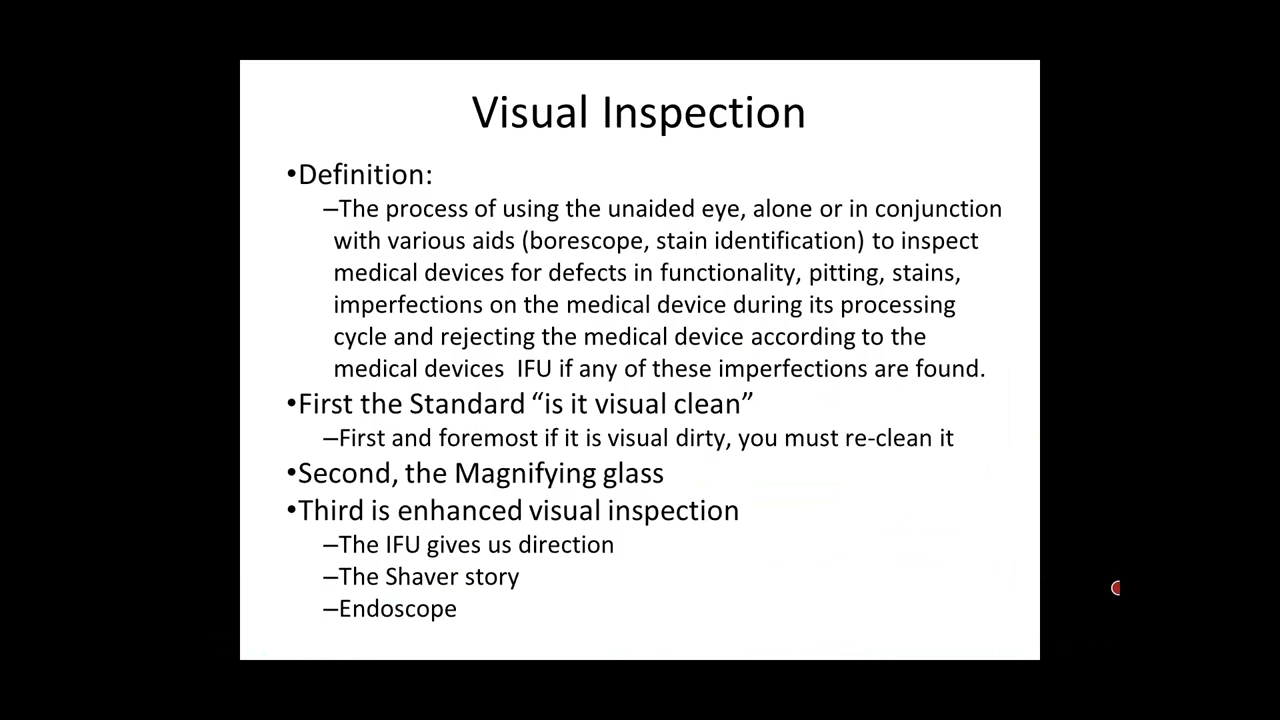 Visual Inspection
•Definition:
–The process of using the unaided eye, alone or in conjunction
with various aids (borescope, stain identification) to inspect
medical devices for defects in functionality, pitting, stains,
imperfections on the medical device during its processing
cycle and rejecting the medical device according to the
medical devices  IFU if any of these imperfections are found.
•First the Standard “is it visual clean”
–First and foremost if it is visual dirty, you must re-clean it
•Second, the Magnifying glass
•Third is enhanced visual inspection
–The IFU gives us direction
–The Shaver story
–Endoscope